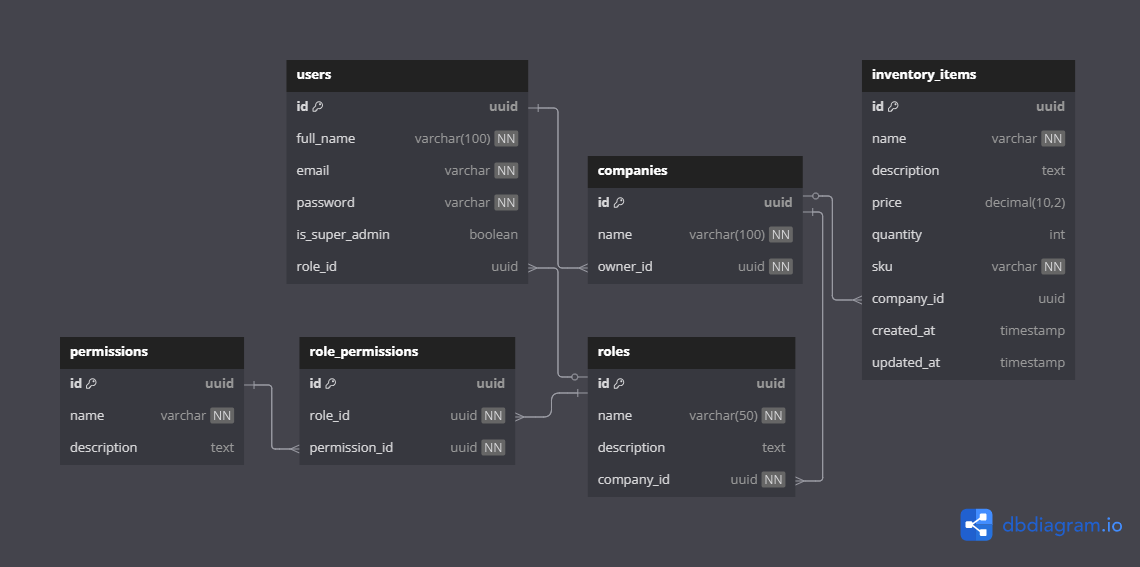 users
id uuid
full_name varchar(100) NN
email varchar NN
password varchar NN
is_super_admin boolean
role_id uuid
companies
id uuid
name varchar(100) NN
owner_id uuid NN
inventory_items
id uuid
name varchar NN
description text
price decimal(10,2)
quantity int
sku varchar NN
company_id uuid
created_at timestamp
updated_at timestamp
permissions
id uuid
name varchar NN
description text
role_permissions
id uuid
role_id uuid NN
permission_id uuid NN
roles
id uuid
name varchar(50) NN
description text
company_id uuid NN
dbdiagram.io